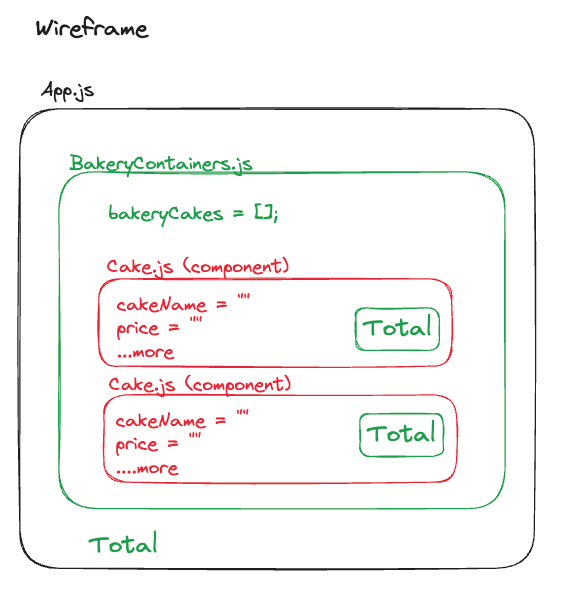 Wireframe
App.js
BakeryContainers.js
bakeryCakes = [];
Cake.js (component)
cakeName = ""
price = ""
Total
...more
Cake.js (component)
cakeName = ""
price = ""
Total
....more
Total